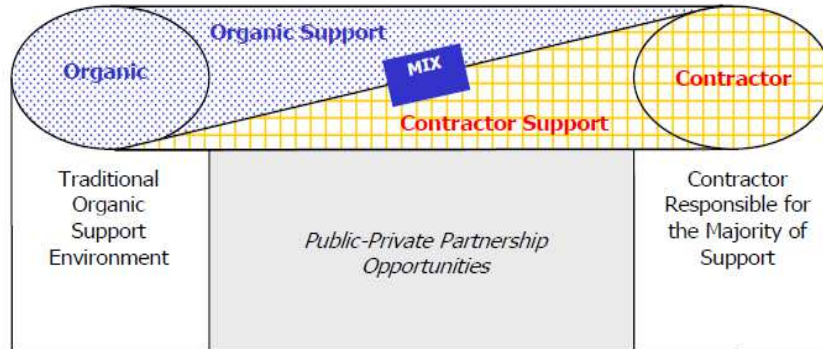 Organic Support
Organic
MIX
Contractor
Contractor Support
Traditional
Organic
Support
Environment
Public-Private Partnership
Opportunities
Contractor
Responsible for
the Majority of
Support